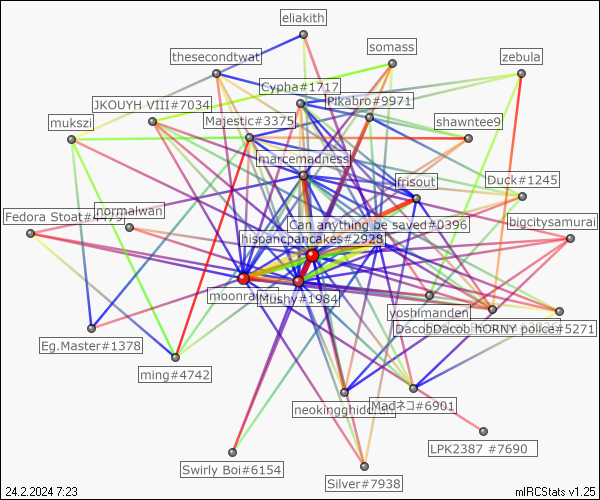 eliakith
somass
thesecondtwat
zebula
Cypha#1717
Pikabro#9971
JKOUYH VIII#7034
Majestic#3375
shawntee9
mukszi
marcemadness
frisout
Duck#1245
Fedora Stoat#4773
normalwan
bigcitysamurai
Can anything be saved#0396
hispancpancakes#2928
Mushy#1984
yoshimanden
DacobDacob
hORNY police#5271
Eg.Master#1378
ming#4742
Madネコ#6901
LPK2387 #7690
Swirly Boi#6154
Silver#7938
24.2.2024 7:23
mIRCStats v1.25